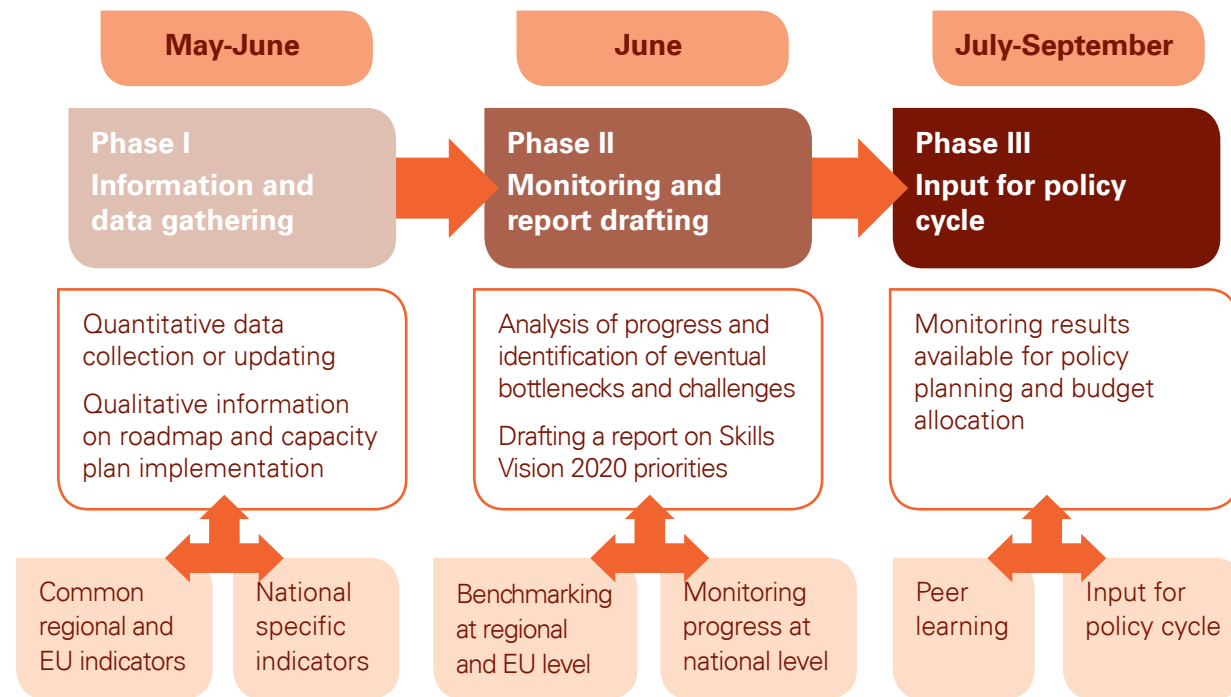 May-June
June
July-September
Phase I
Information and
data gathering
Phase II
Monitoring and
report drafting
Phase III
Input for policy
cycle
Quantitative data
collection or updating
Qualitative information
on roadmap and capacity
plan implementation
Analysis of progress and
identification of eventual
bottlenecks and challenges
Drafting a report on Skills
Vision 2020 priorities
Monitoring results
available for policy
planning and budget
allocation
Common
regional and
EU indicators
National
specific
indicators
Benchmarking
at regional
and EU level
Monitoring
progress at
national level
Peer
learning
Input for
policy cycle